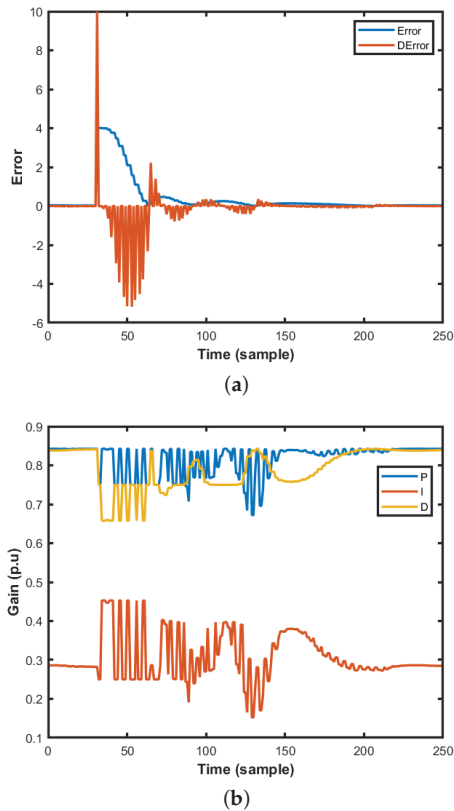 10
8
6
4
2
0
-2
-4
-6
Error
0 50 100 150 200 250
Time (sample)
Error
DError
(a)
0.9
0.8
0.7
0.6
0.5
0.4
0.3
0.2
0.1
Gain (p.u)
0 50 100 150 200 250
Time (sample)
P
I
D
(b)